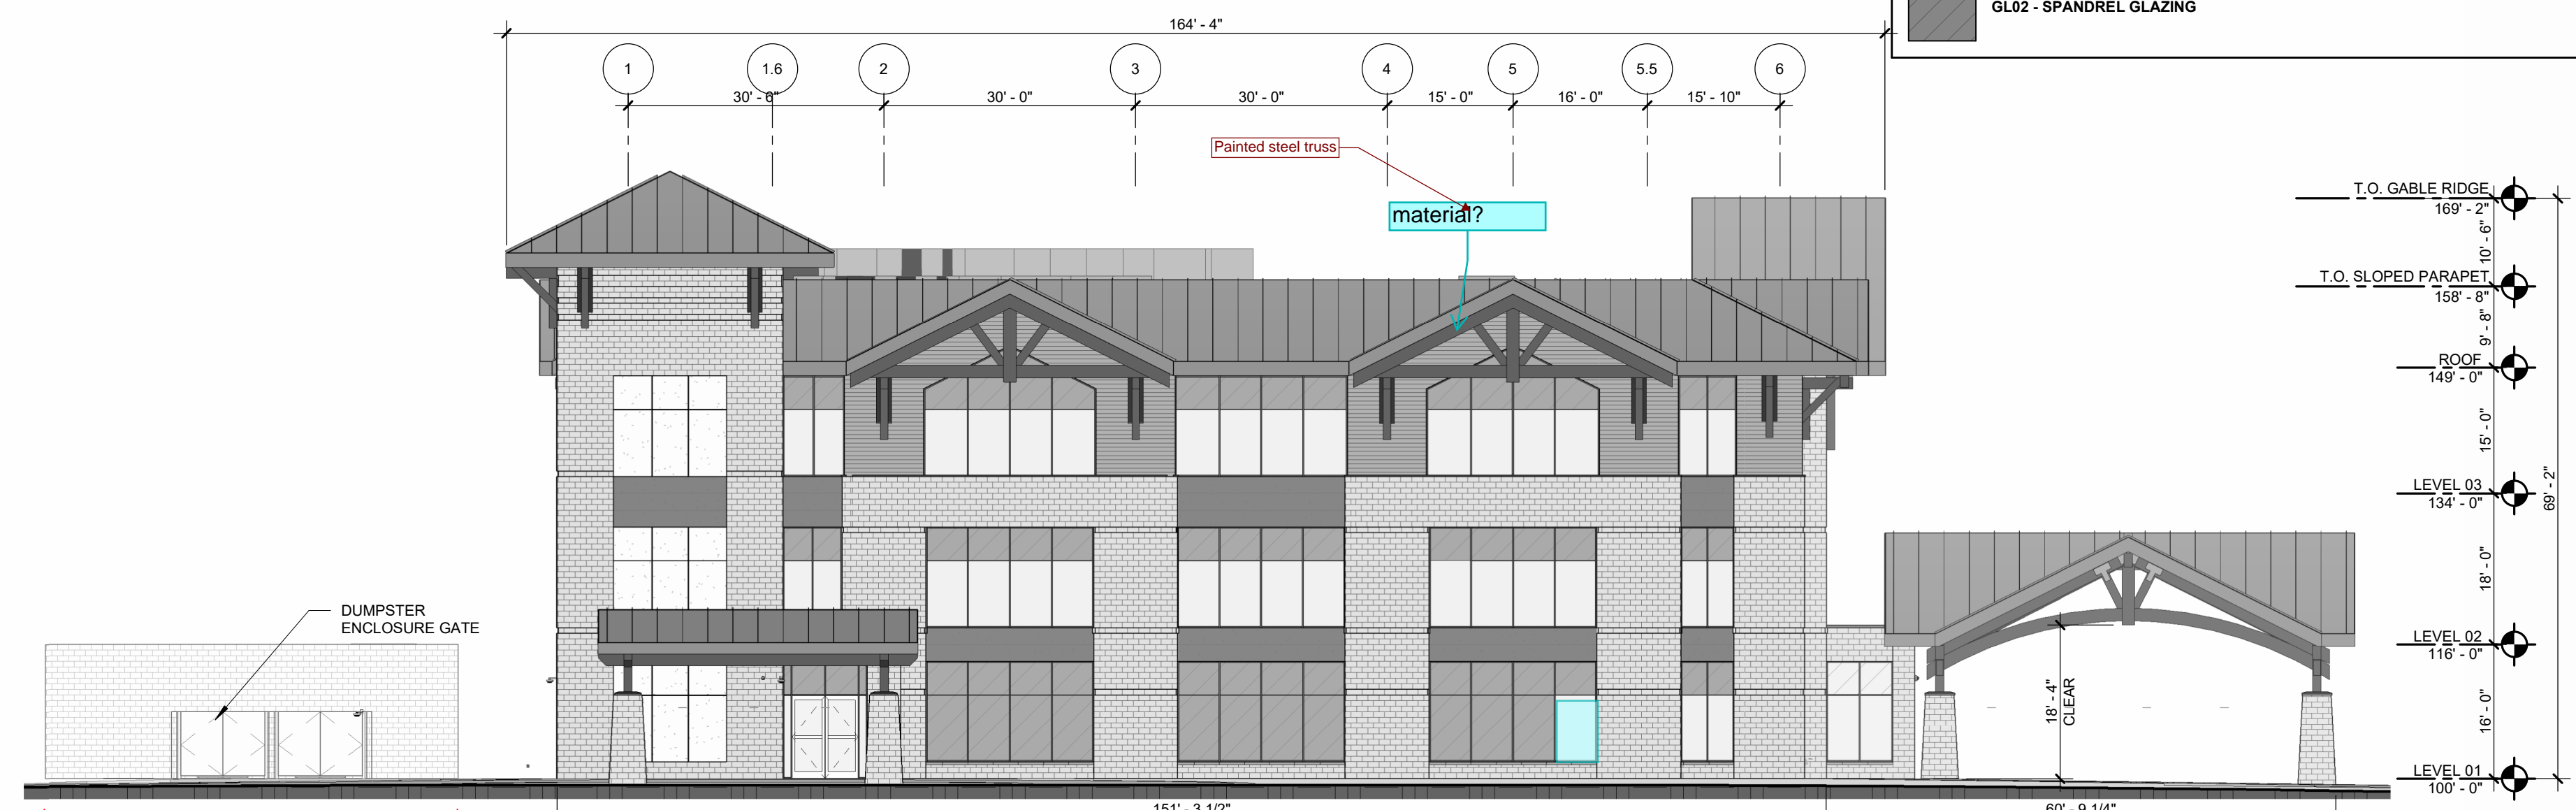 GL02 - SPANDREL GLAZING
164' - 4"
1
1.6
2
3
4
5
5.5
6
30' - 6"
30' - 0"
30' - 0"
15' - 0"
16' - 0"
15' - 10"
Painted steel truss
material?
T.O. GABLE RIDGE
169' - 2"
10' - 6"
T.O. SLOPED PARAPET
158' - 8"
9' - 8"
ROOF
149' - 0"
15' - 0"
LEVEL 03
134' - 0"
69' - 2"
18' - 0"
DUMPSTER
ENCLOSURE GATE
LEVEL 02
116' - 0"
18' - 4"
CLEAR
16' - 0"
LEVEL 01
100' - 0"
151' - 3 1/2"
60' - 9 1/4"